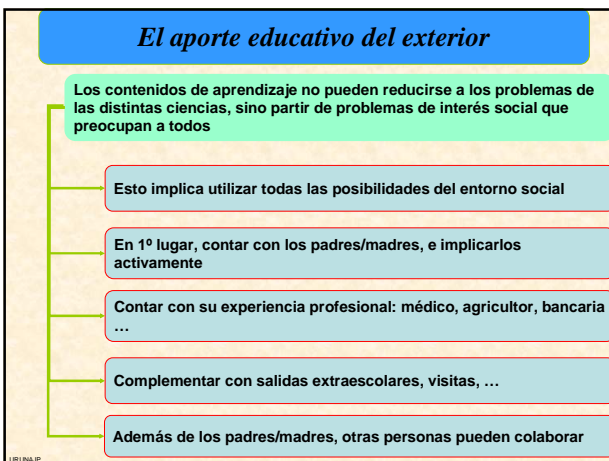 El aporte educativo del exterior
Los contenidos de aprendizaje no pueden reducirse a los problemas de
las distintas ciencias, sino partir de problemas de interés social que
preocupan a todos
Esto implica utilizar todas las posibilidades del entorno social
En 1º lugar, contar con los padres/madres, e implicarlos
activamente
Contar con su experiencia profesional: médico, agricultor, bancaria
…
Complementar con salidas extraescolares, visitas, …
Además de los padres/madres, otras personas pueden colaborar